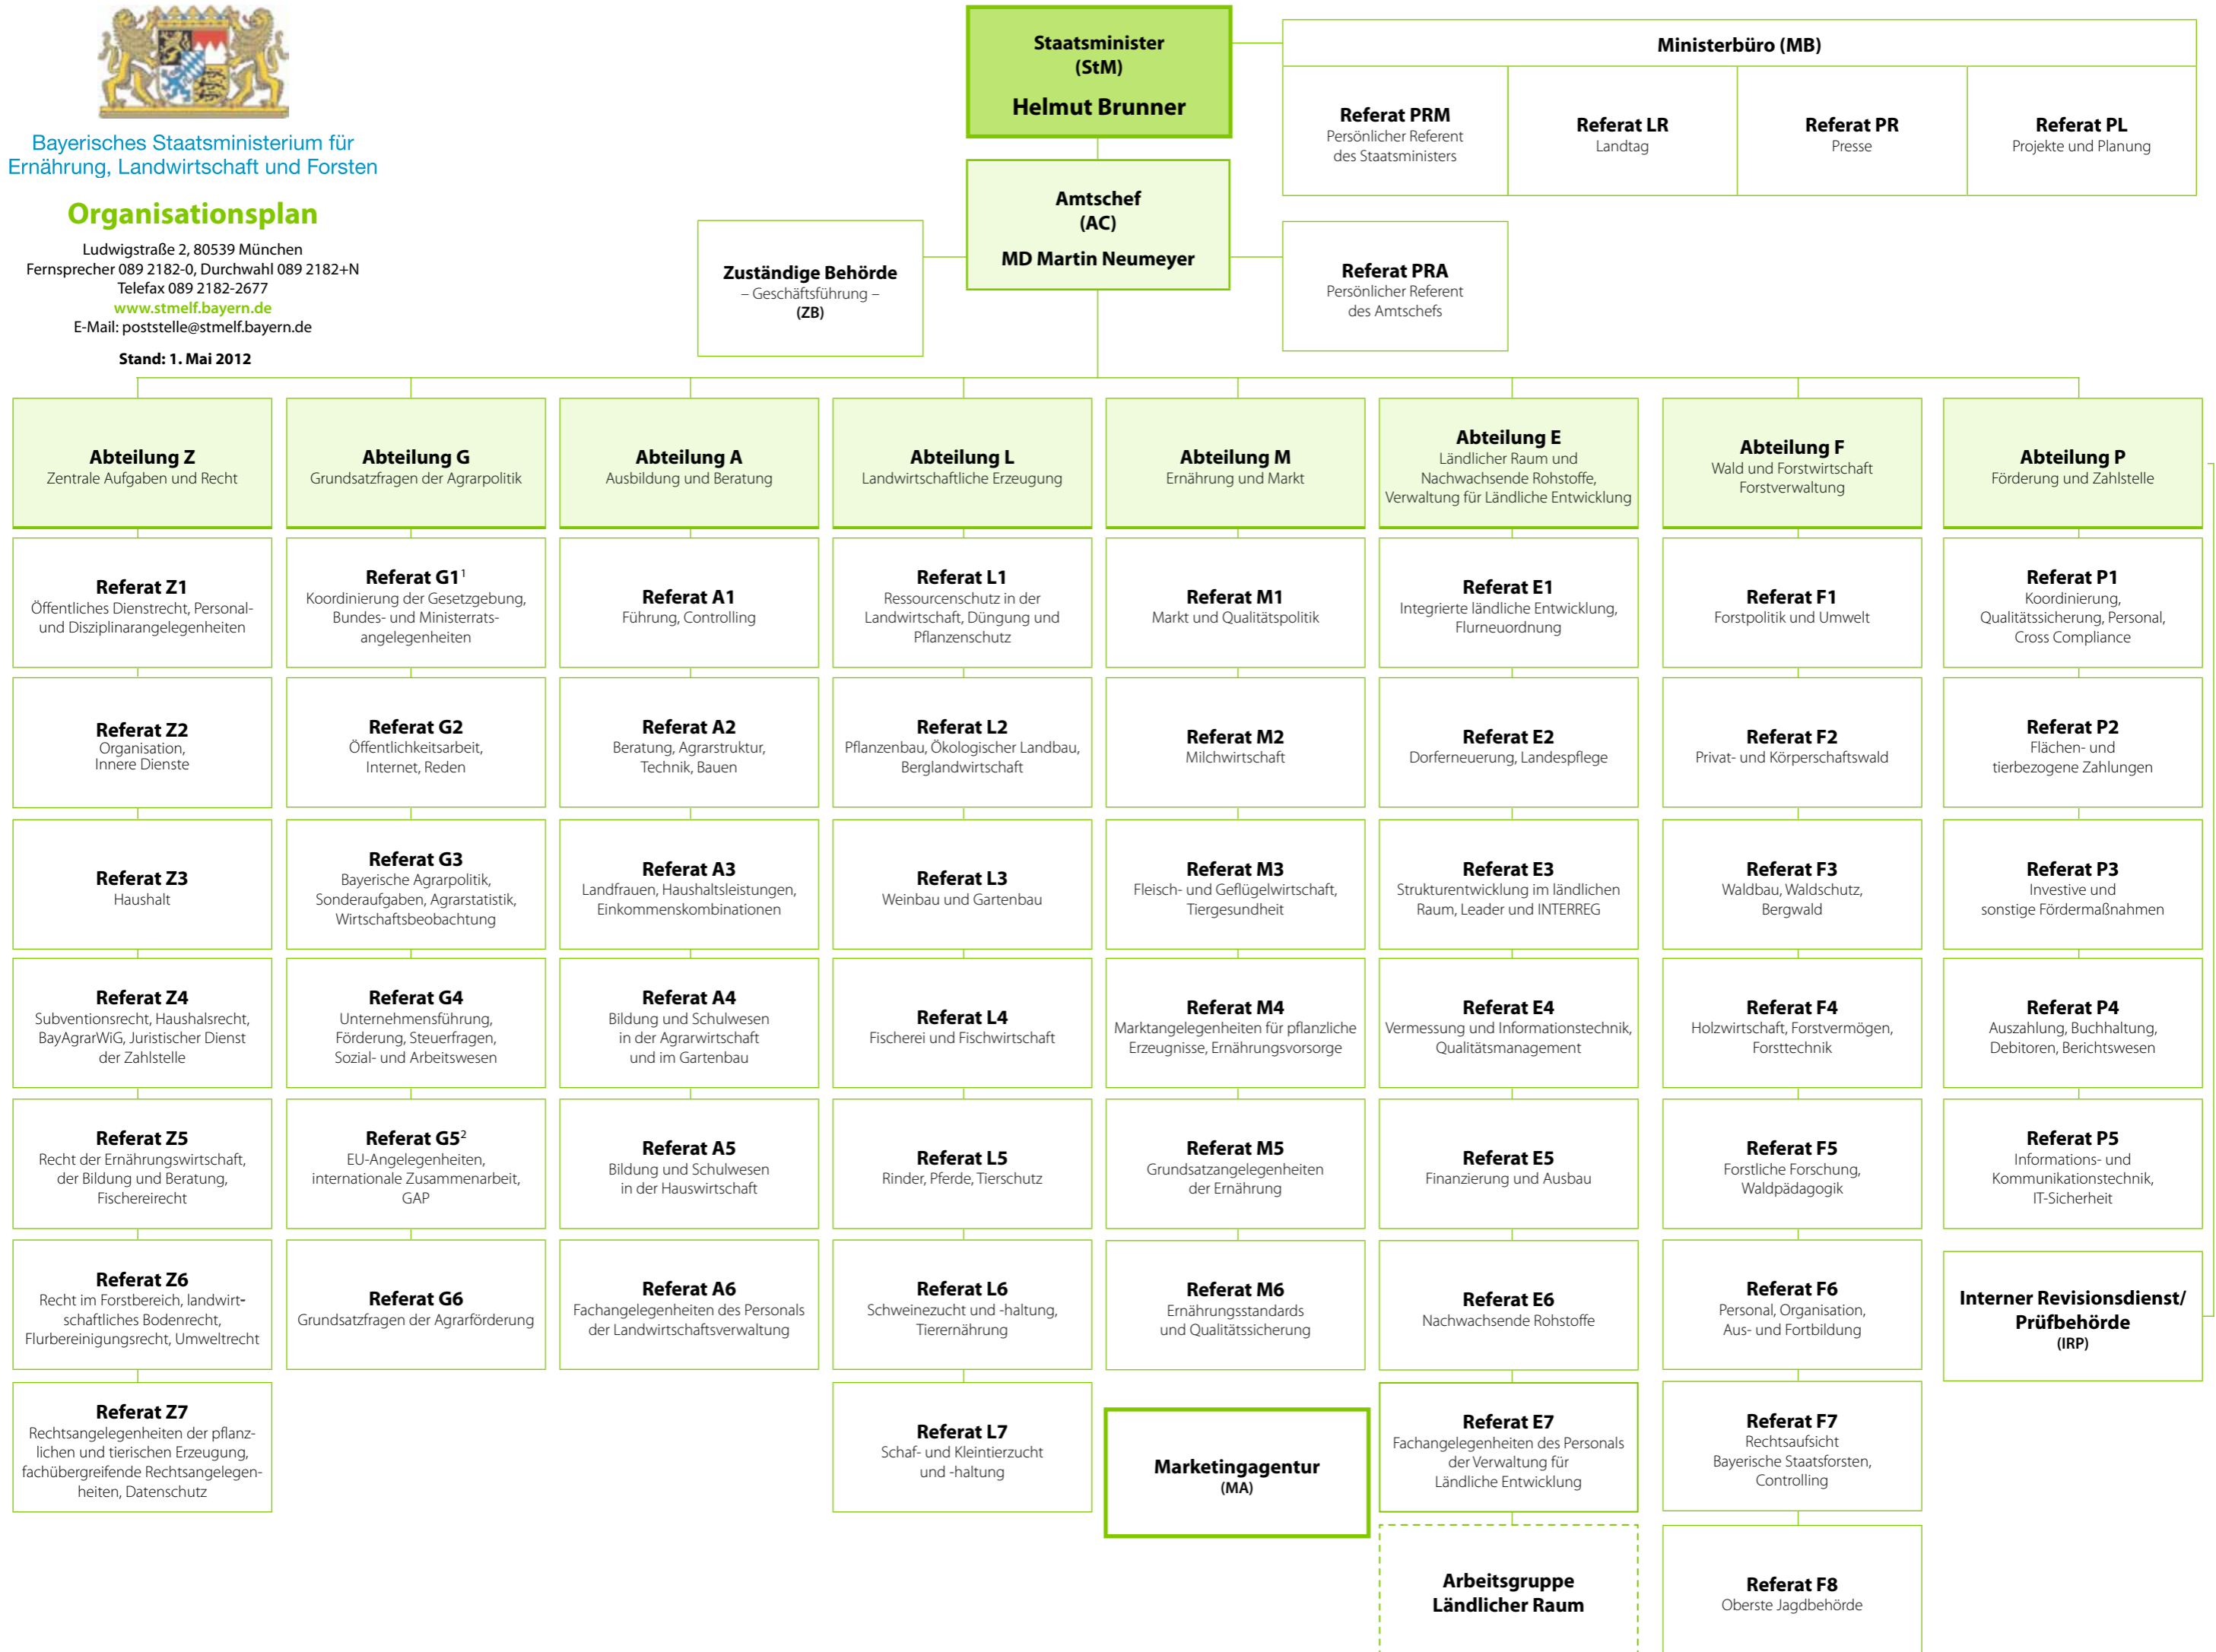 Bayerisches Staatsministerium für
Ernährung, Landwirtschaft und Forsten
Organisationsplan
Ludwigstraße 2, 80539 München
Fernsprecher 089 2182-0, Durchwahl 089 2182+N
Telefax 089 2182-2677
www.stmelf.bayern.de
E-Mail: poststelle@stmelf.bayern.de
Stand: 1. Mai 2012
Staatsminister
(StM)
Helmut Brunner
Ministerbüro (MB)
Referat PRM
Persönlicher Referent
des Staatsministers
Referat LR
Landtag
Referat PR
Presse
Referat PL
Projekte und Planung
Amtschef
(AC)
MD Martin Neumeyer
Zuständige Behörde
– Geschäftsführung –
(ZB)
Referat PRA
Persönlicher Referent
des Amtschefs
Abteilung Z
Zentrale Aufgaben und Recht
Referat Z1
Öffentliches Dienstrecht, Personal-
und Disziplinarangelegenheiten
Referat Z2
Organisation,
Innere Dienste
Referat Z3
Haushalt
Referat Z4
Subventionsrecht, Haushalsrecht,
BayAgrarWiG, Juristischer Dienst
der Zahlstelle
Referat Z5
Recht der Ernährungswirtschaft,
der Bildung und Beratung,
Fischereirecht
Referat Z6
Recht im Forstbereich, landwirt-
schaftliches Bodenrecht,
Flurbereinigungsrecht, Umweltrecht
Referat Z7
Rechtsangelegenheiten der pflanz-
lichen und tierischen Erzeugung,
fachübergreifende Rechtsangelegen-
heiten, Datenschutz
Abteilung G
Grundsatzfragen der Agrarpolitik
Referat G1¹
Koordinierung der Gesetzgebung,
Bundes- und Ministerrats-
angelegenheiten
Referat G2
Öffentlichkeitsarbeit,
Internet, Reden
Referat G3
Bayerische Agrarpolitik,
Sonderaufgaben, Agrarstatistik,
Wirtschaftsbeobachtung
Referat G4
Unternehmensführung,
Förderung, Steuerfragen,
Sozial- und Arbeitswesen
Referat G5²
EU-Angelegenheiten,
internationale Zusammenarbeit,
GAP
Referat G6
Grundsatzfragen der Agrarförderung
Abteilung A
Ausbildung und Beratung
Referat A1
Führung, Controlling
Referat A2
Beratung, Agrarstruktur,
Technik, Bauen
Referat A3
Landfrauen, Haushaltsleistungen,
Einkommenskombinationen
Referat A4
Bildung und Schulwesen
in der Agrarwirtschaft
und im Gartenbau
Referat A5
Bildung und Schulwesen
in der Hauswirtschaft
Referat A6
Fachangelegenheiten des Personals
der Landwirtschaftsverwaltung
Abteilung L
Landwirtschaftliche Erzeugung
Referat L1
Ressourcenschutz in der
Landwirtschaft, Düngung und
Pflanzenschutz
Referat L2
Pflanzenbau, Ökologischer Landbau,
Berglandwirtschaft
Referat L3
Weinbau und Gartenbau
Referat L4
Fischerei und Fischwirtschaft
Referat L5
Rinder, Pferde, Tierschutz
Referat L6
Schweinezucht und -haltung,
Tierernährung
Referat L7
Schaf- und Kleintierzucht
und -haltung
Abteilung M
Ernährung und Markt
Referat M1
Markt und Qualitätspolitik
Referat M2
Milchwirtschaft
Referat M3
Fleisch- und Geflügelwirtschaft,
Tiergesundheit
Referat M4
Marktangelegenheiten für pflanzliche
Erzeugnisse, Ernährungsvorsorge
Referat M5
Grundsatzangelegenheiten
der Ernährung
Referat M6
Ernährungsstandards
und Qualitätssicherung
Marketingagentur
(MA)
Abteilung E
Ländlicher Raum und
Nachwachsende Rohstoffe,
Verwaltung für Ländliche Entwicklung
Referat E1
Integrierte ländliche Entwicklung,
Flurneuordnung
Referat E2
Dorferneuerung, Landespflege
Referat E3
Strukturentwicklung im ländlichen
Raum, Leader und INTERREG
Referat E4
Vermessung und Informationstechnik,
Qualitätsmanagement
Referat E5
Finanzierung und Ausbau
Referat E6
Nachwachsende Rohstoffe
Referat E7
Fachangelegenheiten des Personals
der Verwaltung für
Ländliche Entwicklung
Arbeitsgruppe
Ländlicher Raum
Abteilung F
Wald und Forstwirtschaft
Forstverwaltung
Referat F1
Forstpolitik und Umwelt
Referat F2
Privat- und Körperschaftswald
Referat F3
Waldbau, Waldschutz,
Bergwald
Referat F4
Holzwirtschaft, Forstvermögen,
Forsttechnik
Referat F5
Forstliche Forschung,
Waldpädagogik
Referat F6
Personal, Organisation,
Aus- und Fortbildung
Referat F7
Rechtsaufsicht
Bayerische Staatsforsten,
Controlling
Referat F8
Oberste Jagdbehörde
Abteilung P
Förderung und Zahlstelle
Referat P1
Koordinierung,
Qualitätssicherung, Personal,
Cross Compliance
Referat P2
Flächen- und
tierbezogene Zahlungen
Referat P3
Investive und
sonstige Fördermaßnahmen
Referat P4
Auszahlung, Buchhaltung,
Debitoren, Berichtswesen
Referat P5
Informations- und
Kommunikationstechnik,
IT-Sicherheit
Interner Revisionsdienst/
Prüfbehörde
(IRP)